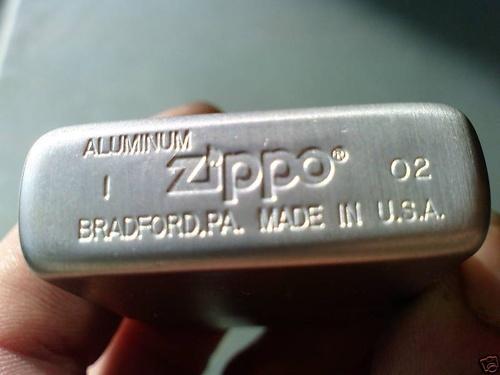 ALUMINUM
I Zippo® 02
BRADFORD, PA. MADE IN U.S.A.